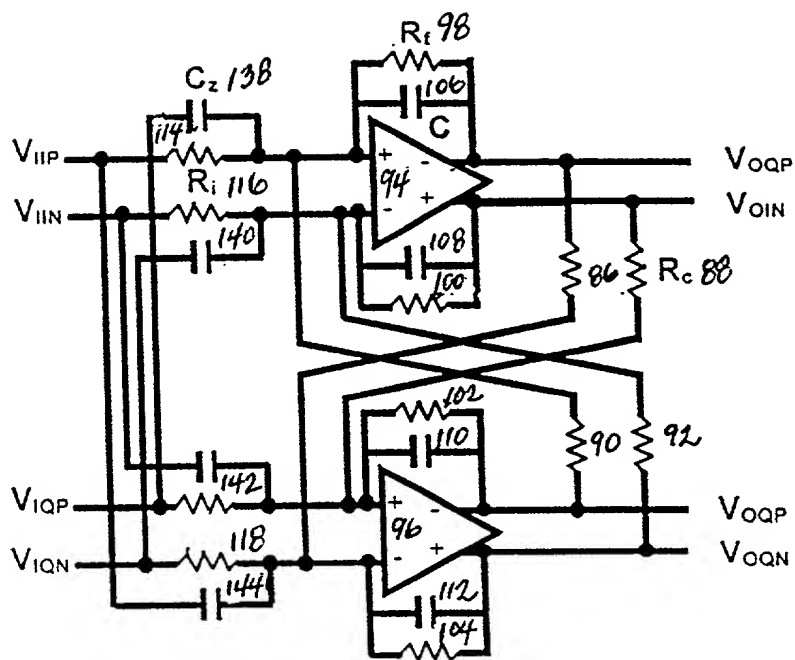 Rf 98
Cz 138
106
C
114
VIIP
+
-
VOQP
94
Ri 116
VIIN
-
+
VOIN
140
108
100
86
Rc 88
102
90
92
110
142
VIQP
+
-
VOQP
96
VIQN
118
-
+
VOQN
144
112
104